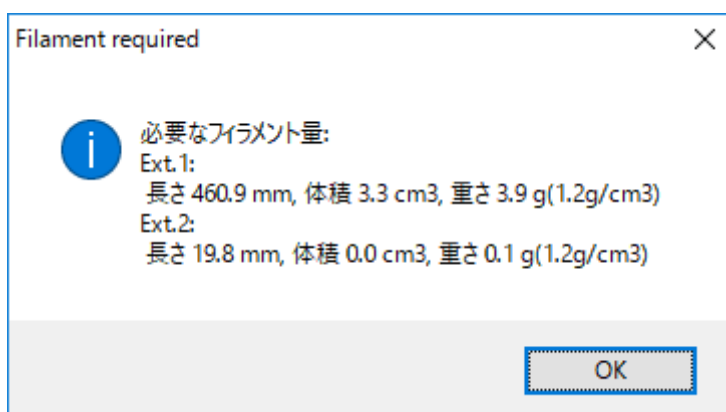 Filament required
必要なフィラメント量:
Ext.1:
長さ 460.9 mm, 体積 3.3 cm3, 重さ 3.9 g(1.2g/cm3)
Ext.2:
長さ 19.8 mm, 体積 0.0 cm3, 重さ 0.1 g(1.2g/cm3)
OK